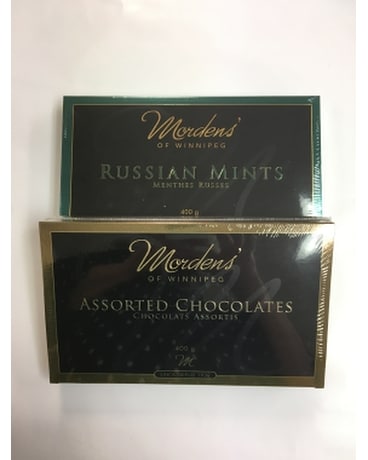 Mordens'
OF WINNIPEG
RUSSIAN MINTS
MENTHES RUSSES
400 g
Mordens'
OF WINNIPEG
ASSORTED CHOCOLATES
CHOCOLATS ASSORTIS
400 g
M